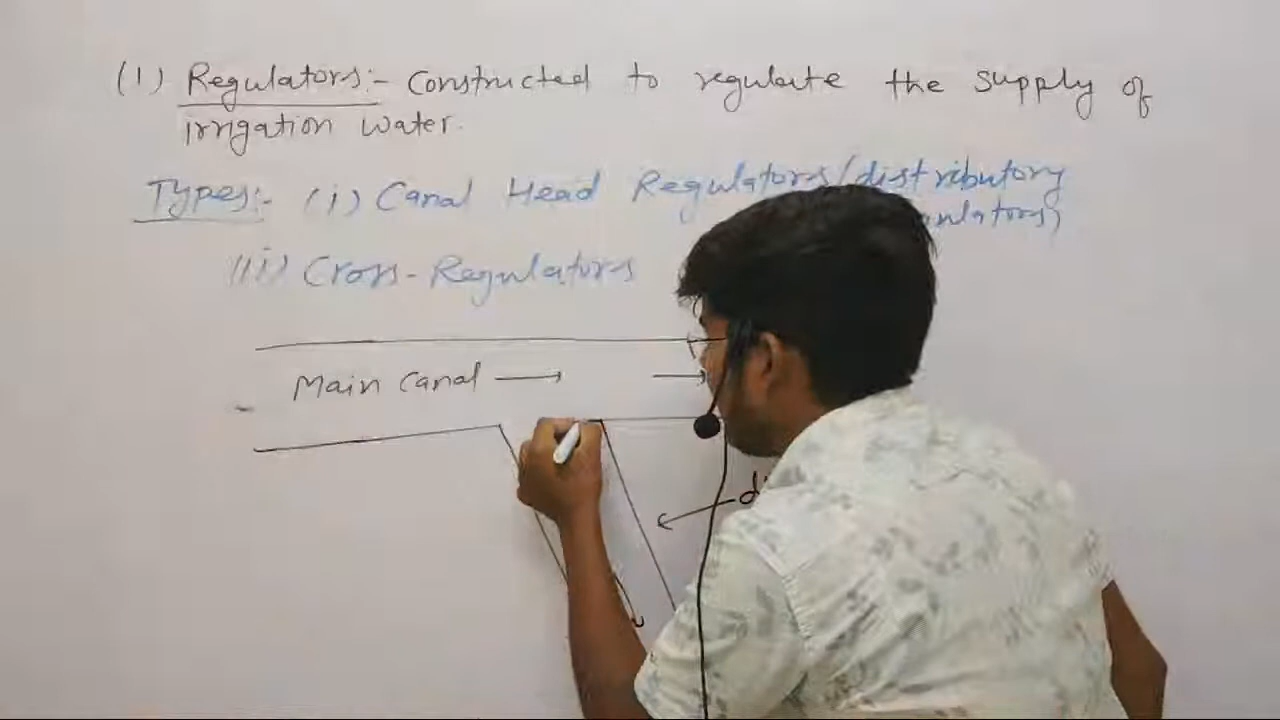 (1) Regulators:- Constructed to regulate the supply of
irrigation water.
Types:- (i) Canal Head Regulators/distributory
(ii) Cross-Regulators
Main Canal